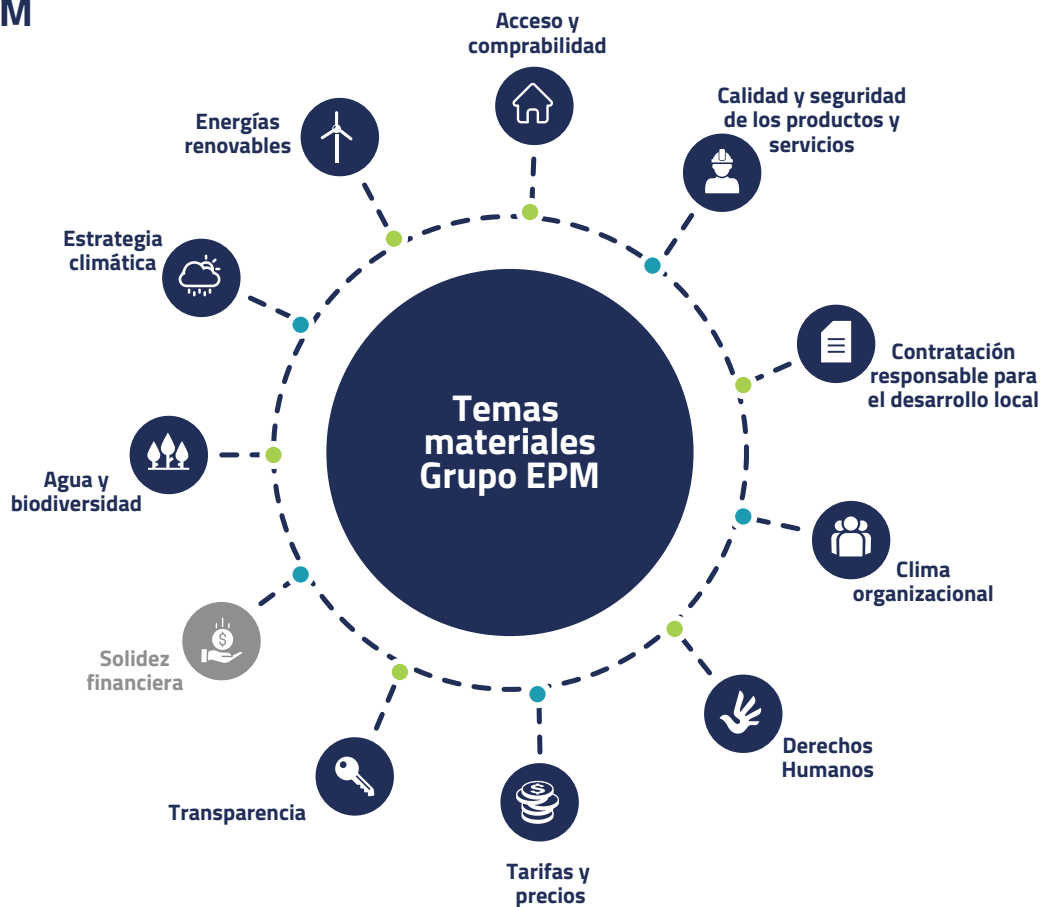 M
Acceso y
comprabilidad
Calidad y seguridad
de los productos y
servicios
Energías
renovables
Estrategia
climática
Contratación
responsable para
el desarrollo local
Temas
materiales
Grupo EPM
Agua y
biodiversidad
Clima
organizacional
Solidez
financiera
Derechos
Humanos
Transparencia
Tarifas y
precios